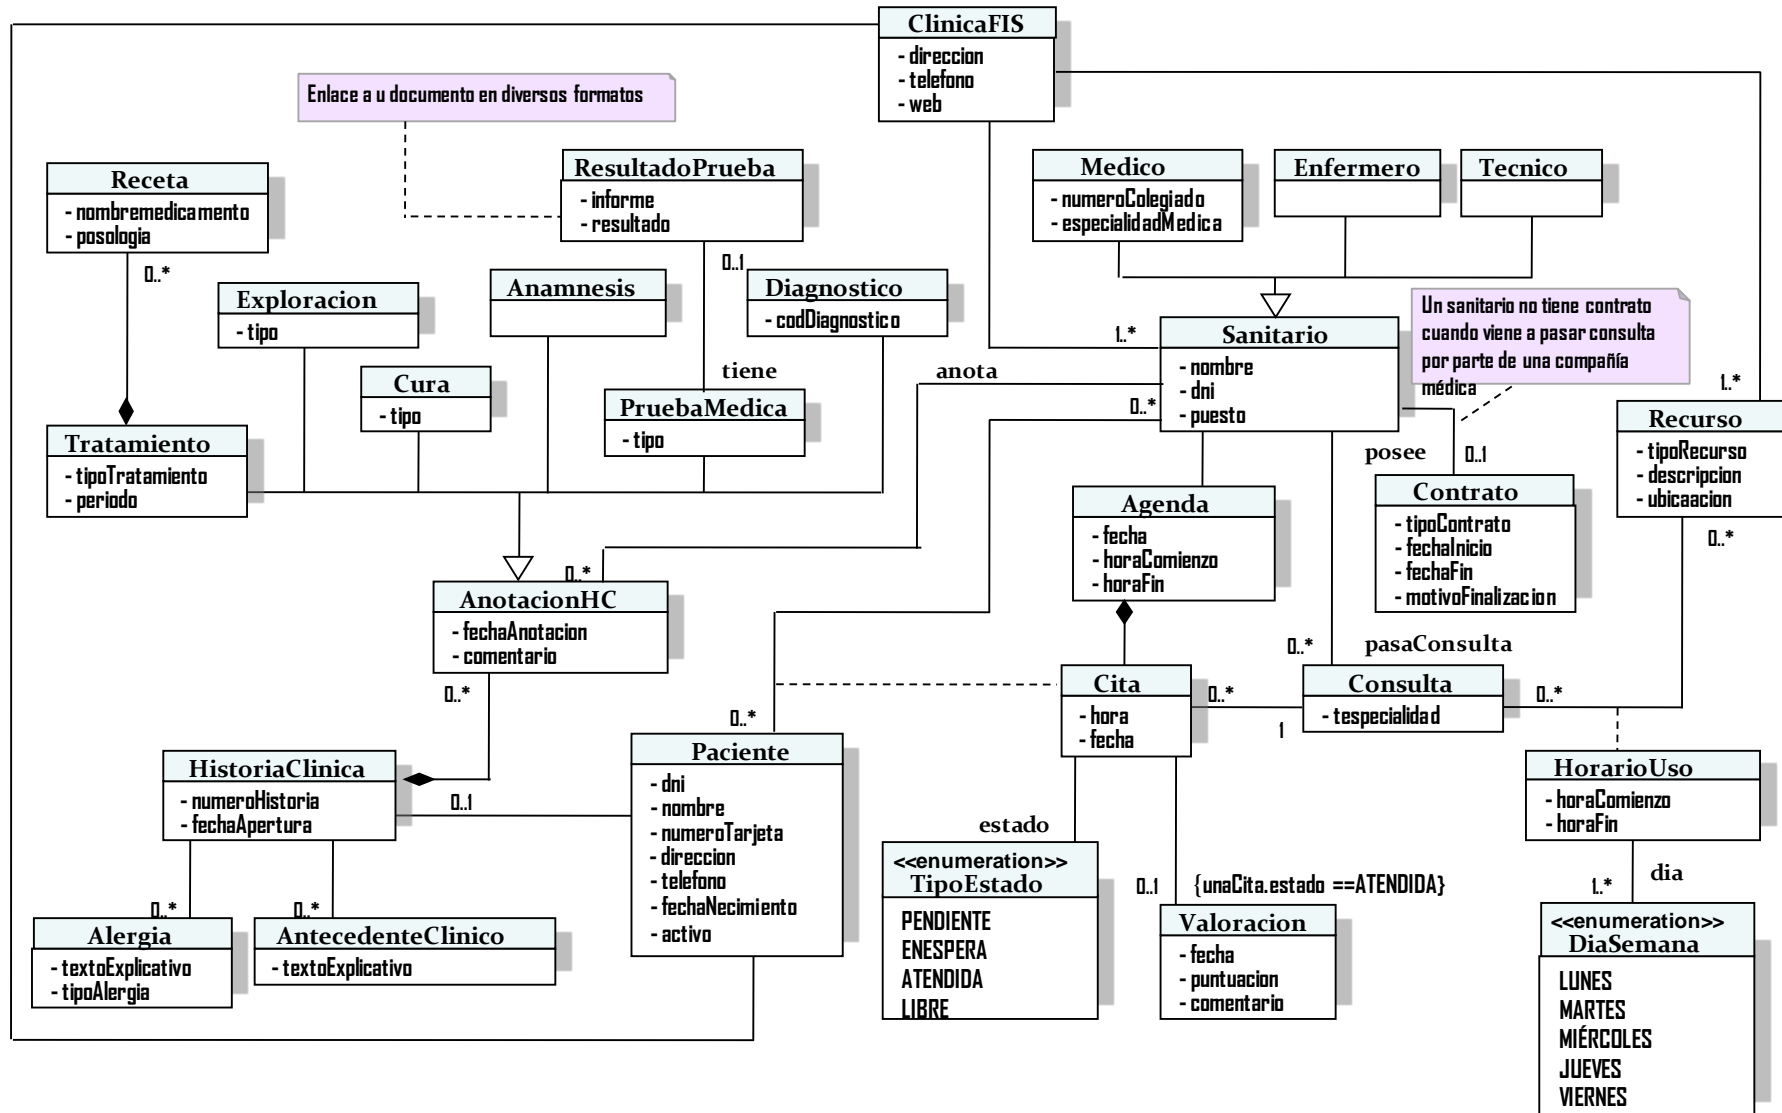 ClinicaFIS
- direccion
- telefono
- web
Enlace a u documento en diversos formatos
Receta
- nombremedicamento
- posologia
0..*
ResultadoPrueba
- informe
- resultado
0..1
Medico
- numeroColegiado
- especialidadMedica
Enfermero
Tecnico
Exploracion
- tipo
Anamnesis
Diagnostico
- codDiagnostico
Un sanitario no tiene contrato
cuando viene a pasar consulta
por parte de una compañía
médica
1..*
Sanitario
- nombre
- dni
- puesto
0..*
anota
tiene
Cura
- tipo
PruebaMedica
- tipo
1..*
Recurso
- tipoRecurso
- descripcion
- ubicaacion
0..*
Tratamiento
- tipoTratamiento
- periodo
posee
0..1
Agenda
- fecha
- horaComienzo
- horaFin
Contrato
- tipoContrato
- fechaInicio
- fechaFin
- motivoFinalizacion
0..*
AnotacionHC
- fechaAnotacion
- comentario
0..*
0..*
pasaConsulta
Cita
- hora
- fecha
0..*
1
Consulta
- tespecialidad
0..*
0..*
Paciente
- dni
- nombre
- numeroTarjeta
- direccion
- telefono
- fechaNecimiento
- activo
HistoriaClinica
- numeroHistoria
- fechaApertura
0..1
HorarioUso
- horaComienzo
- horaFin
estado
<<enumeration>>
TipoEstado
PENDIENTE
ENESPERA
ATENDIDA
LIBRE
0..1
{unaCita.estado ==ATENDIDA}
Valoracion
- fecha
- puntuacion
- comentario
1..*
dia
<<enumeration>>
DiaSemana
LUNES
MARTES
MIÉRCOLES
JUEVES
VIERNES
0..*
Alergia
- textoExplicativo
- tipoAlergia
0..*
AntecedenteClinico
- textoExplicativo